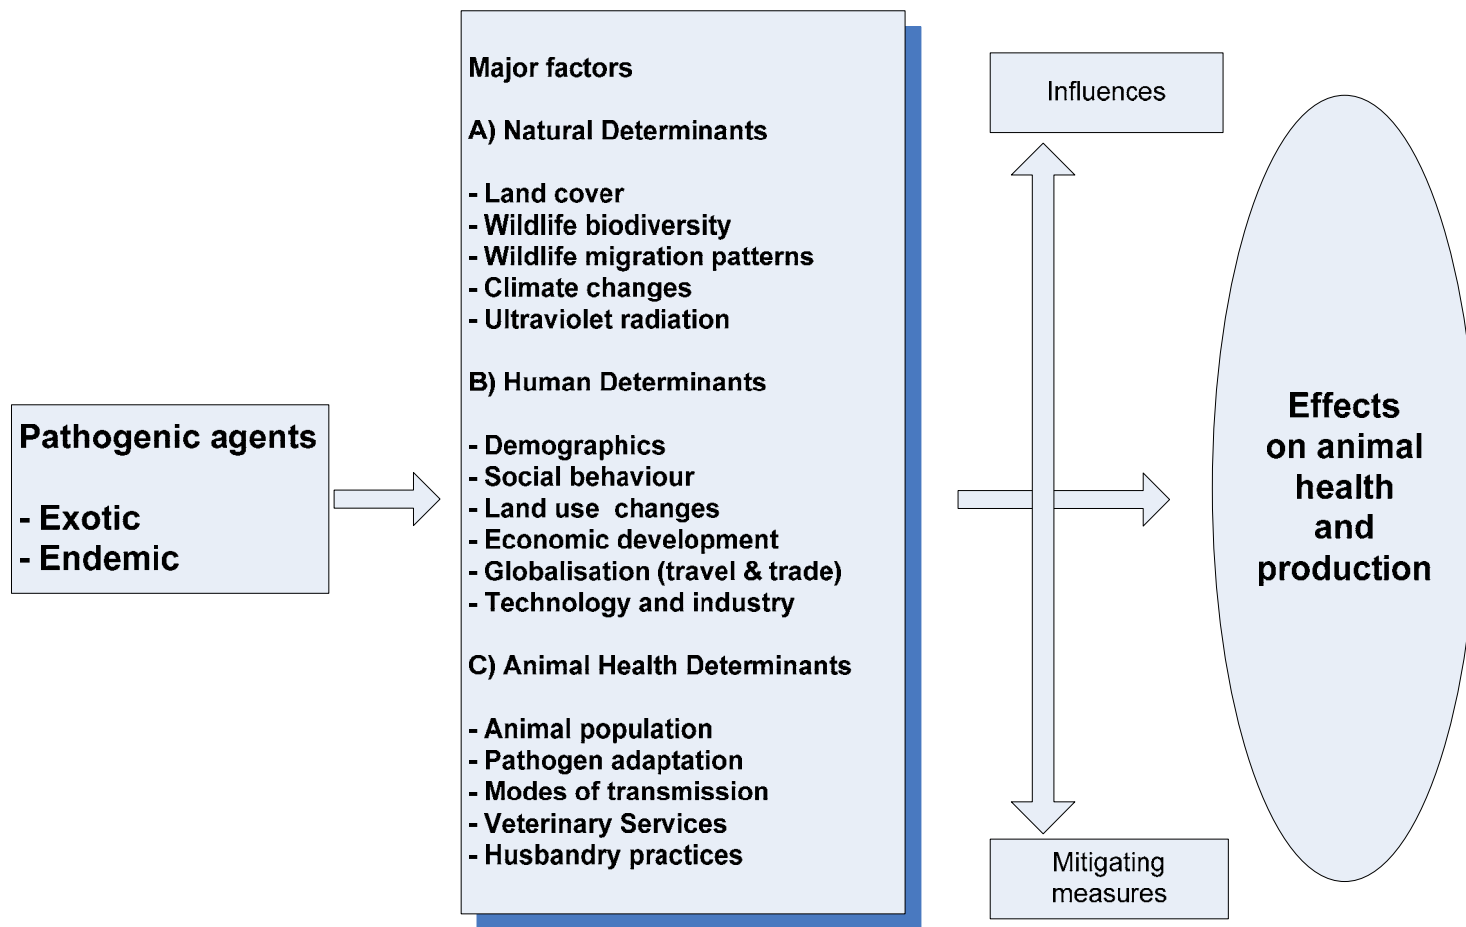 Pathogenic agents
- Exotic
- Endemic
Major factors
A) Natural Determinants
- Land cover
- Wildlife biodiversity
- Wildlife migration patterns
- Climate changes
- Ultraviolet radiation
B) Human Determinants
- Demographics
- Social behaviour
- Land use  changes
- Economic development
- Globalisation (travel & trade)
- Technology and industry
C) Animal Health Determinants
- Animal population
- Pathogen adaptation
- Modes of transmission
- Veterinary Services
- Husbandry practices
Influences
Mitigating
measures
Effects
on animal
health
and
production